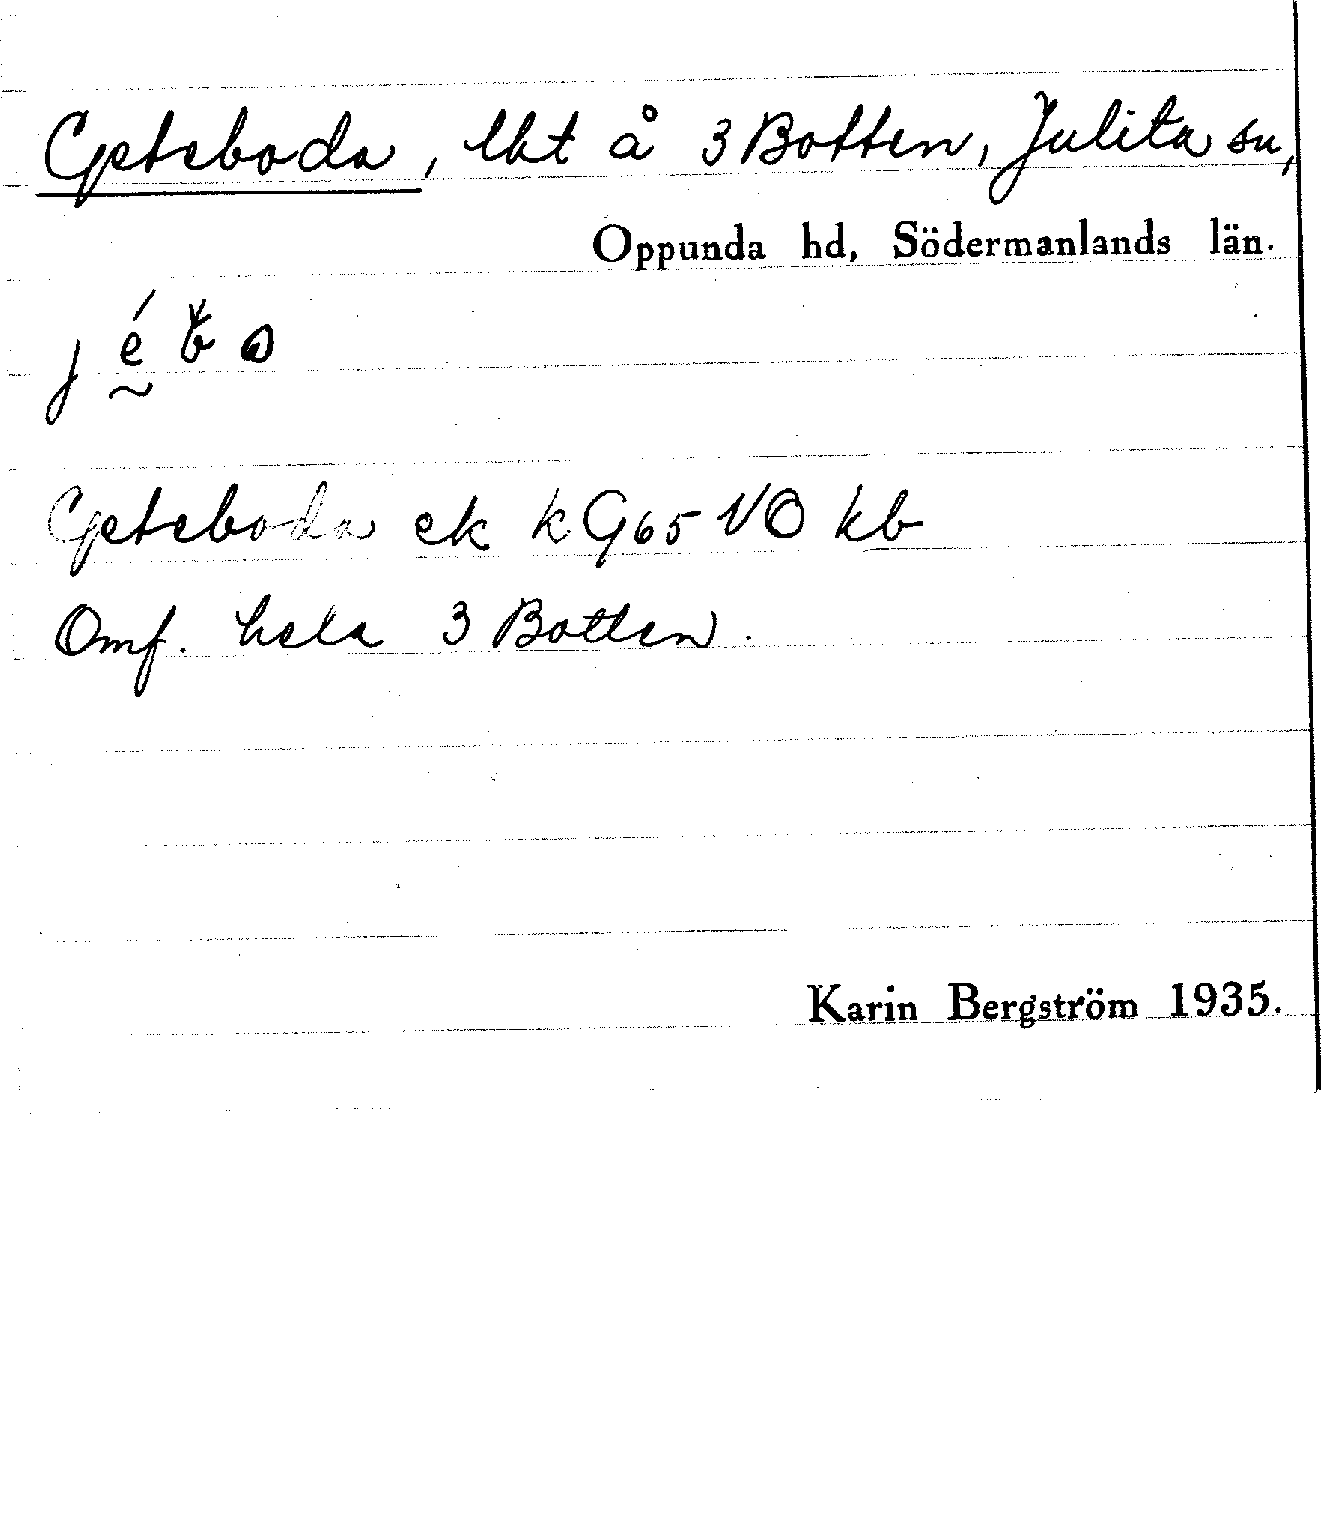 Geteboda, lht å 3 Botten, Julita sn,
Oppunda hd, Södermanlands län.
Geteboda ek kG65 NO kb
Omf. hela 3 Botten.
Karin Bergström 1935.